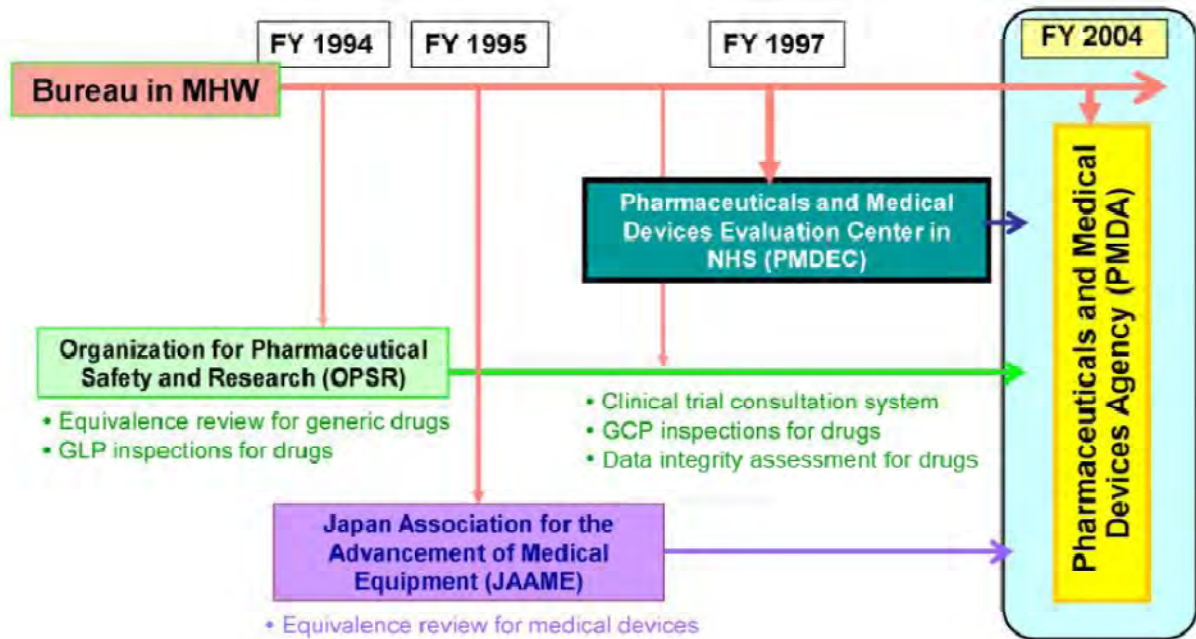 FY 1994
FY 1995
FY 1997
FY 2004
Bureau in MHW
Pharmaceuticals and Medical
Devices Evaluation Center in
NHS (PMDEC)
Pharmaceuticals and Medical
Devices Agency (PMDA)
Organization for Pharmaceutical
Safety and Research (OPSR)
• Equivalence review for generic drugs
• GLP inspections for drugs
• Clinical trial consultation system
• GCP inspections for drugs
• Data integrity assessment for drugs
Japan Association for the
Advancement of Medical
Equipment (JAAME)
• Equivalence review for medical devices